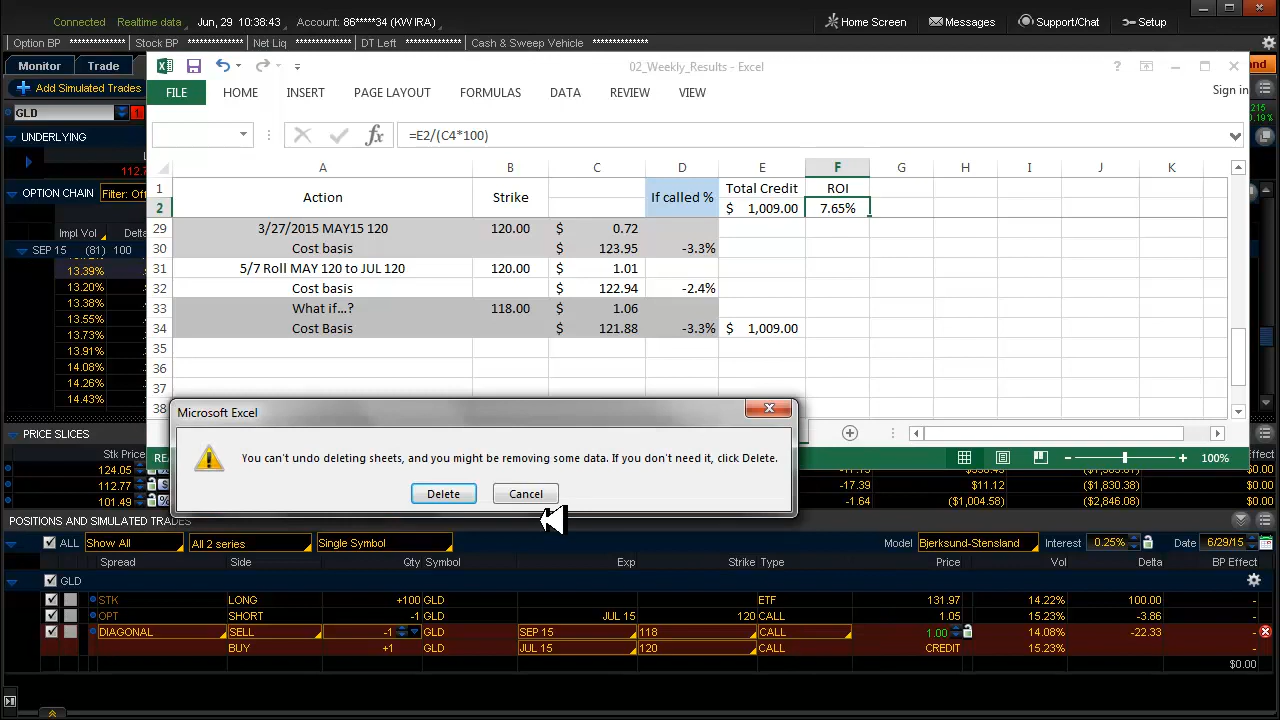 Connected Realtime data Jun, 29 10:38:43 Account: 86*****34 (KW IRA) Home Screen Messages Support/Chat Setup
Option BP ************* Stock BP ************* Net Liq ************* DT Left ************* Cash & Sweep Vehicle *************
Monitor Trade 02_Weekly_Results - Excel ?
Add Simulated Trades FILE HOME INSERT PAGE LAYOUT FORMULAS DATA REVIEW VIEW Sign in
GLD
UNDERLYING fx =E2/(C4*100)
A B C D E F G H I J K
OPTION CHAIN Filter: Off
1 Action Strike If called % Total Credit ROI
2 $ 1,009.00 7.65%
Impl Vol Delta
29 3/27/2015 MAY15 120 120.00 $ 0.72
SEP 15 (81) 100
30 Cost basis $ 123.95 -3.3%
13.39%
31 5/7 Roll MAY 120 to JUL 120 120.00 $ 1.01
13.20%
32 Cost basis $ 122.94 -2.4%
13.38%
33 What if...? 118.00 $ 1.06
13.55%
13.73%
34 Cost Basis $ 121.88 -3.3% $ 1,009.00
13.91%
35
14.08%
36
14.26%
37
14.43%
38
Microsoft Excel
PRICE SLICES
You can't undo deleting sheets, and you might be removing some data. If you don't need it, click Delete.
100%
Stk Price
124.05
112.77 -17.39 $11.12 ($1,830.38) $0.00
Delete Cancel
101.49 -1.64 ($1,004.58) ($2,846.08) $0.00
POSITIONS AND SIMULATED TRADES
ALL Show All All 2 series Single Symbol Model Bjerksund-Stensland Interest 0.25% Date 6/29/15
Spread Side Qty Symbol Exp Strike Type Price Vol Delta BP Effect
GLD
STK LONG +100 GLD ETF 131.97 14.22% 100.00 -
OPT SHORT -1 GLD JUL 15 120 CALL 1.05 15.23% -3.86 -
DIAGONAL SELL -1 GLD SEP 15 118 CALL 1.00 14.08% -22.33 -
BUY +1 GLD JUL 15 120 CREDIT 15.23% -
$0.00